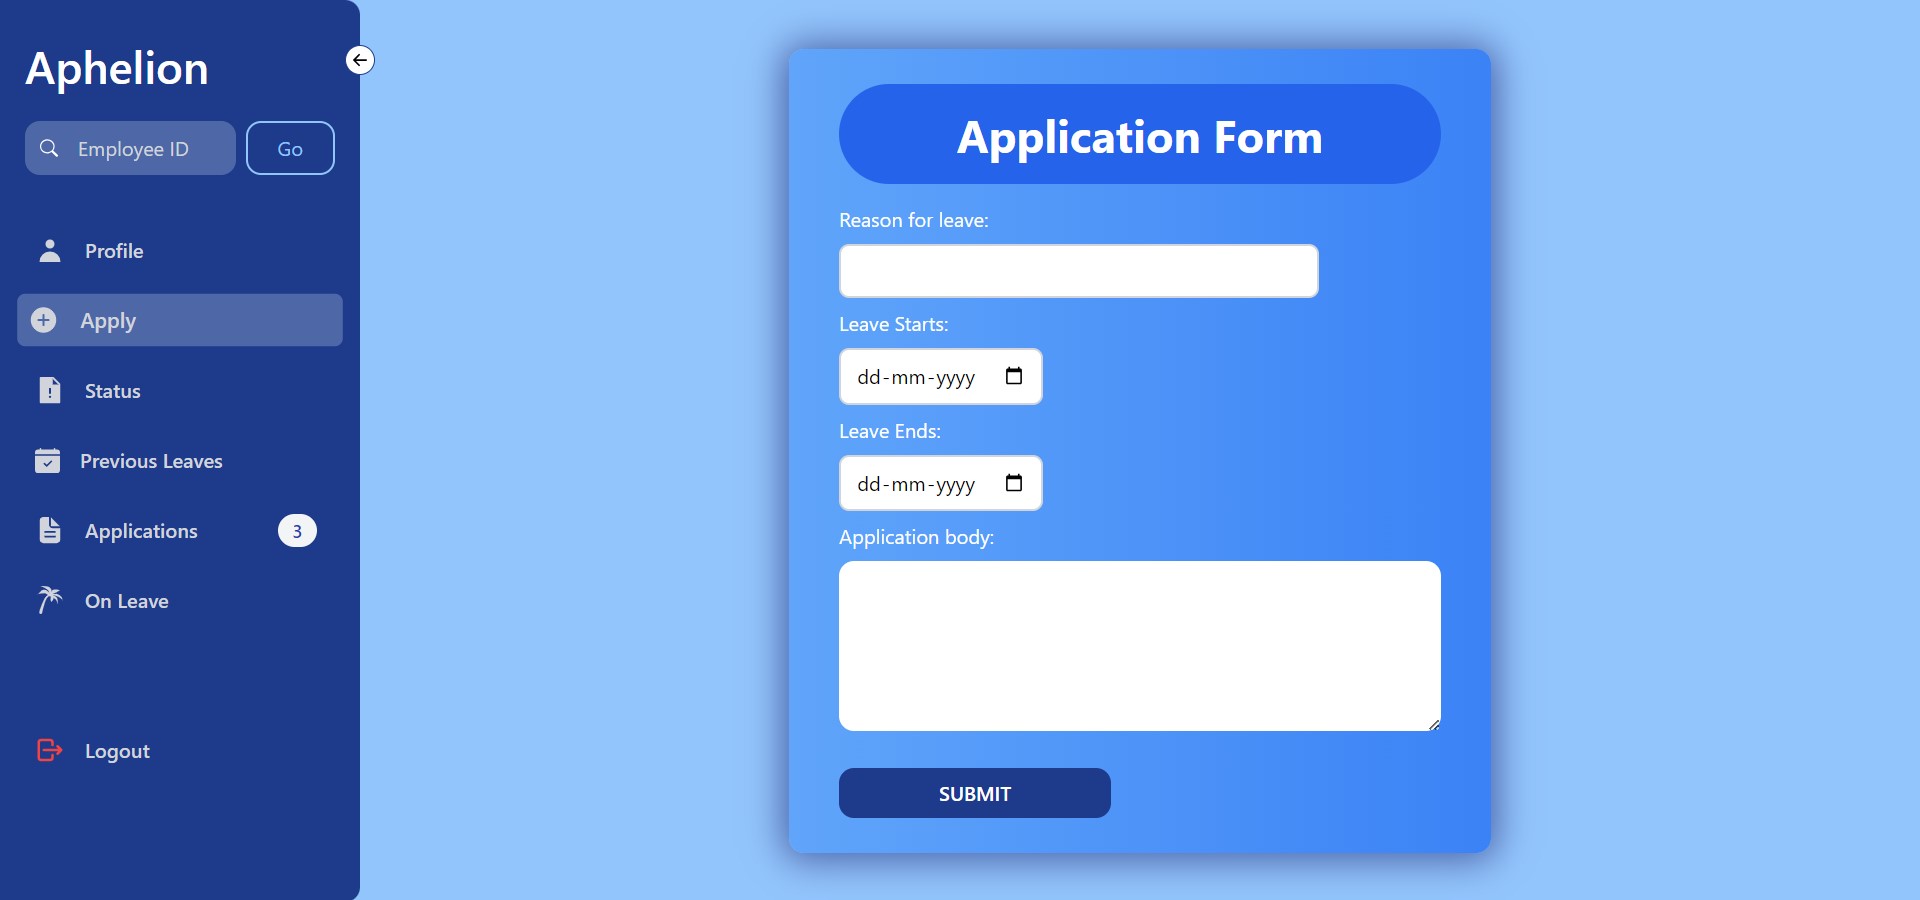 Aphelion
Employee ID
Go
Profile
Apply
Status
Previous Leaves
Applications
3
On Leave
Logout
Application Form
Reason for leave:
Leave Starts:
dd-mm-yyyy
Leave Ends:
dd-mm-yyyy
Application body:
SUBMIT